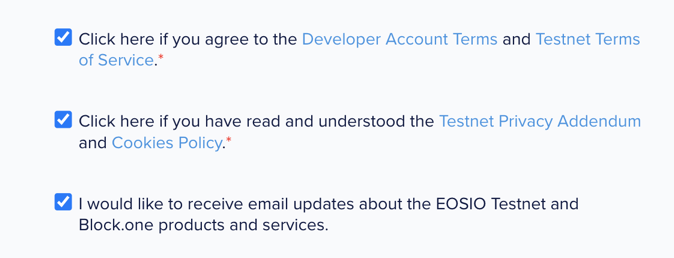 Click here if you agree to the Developer Account Terms and Testnet Terms
of Service.*
Click here if you have read and understood the Testnet Privacy Addendum
and Cookies Policy.*
I would like to receive email updates about the EOSIO Testnet and
Block.one products and services.